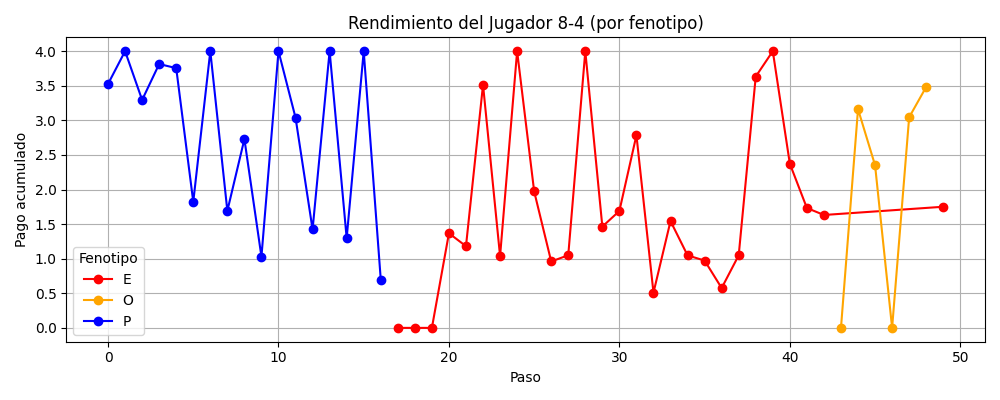 Rendimiento del Jugador 8-4 (por fenotipo)
Pago acumulado
4.0
3.5
3.0
2.5
2.0
1.5
1.0
0.5
0.0
Fenotipo
E
O
P
0 10 20 30 40 50
Paso